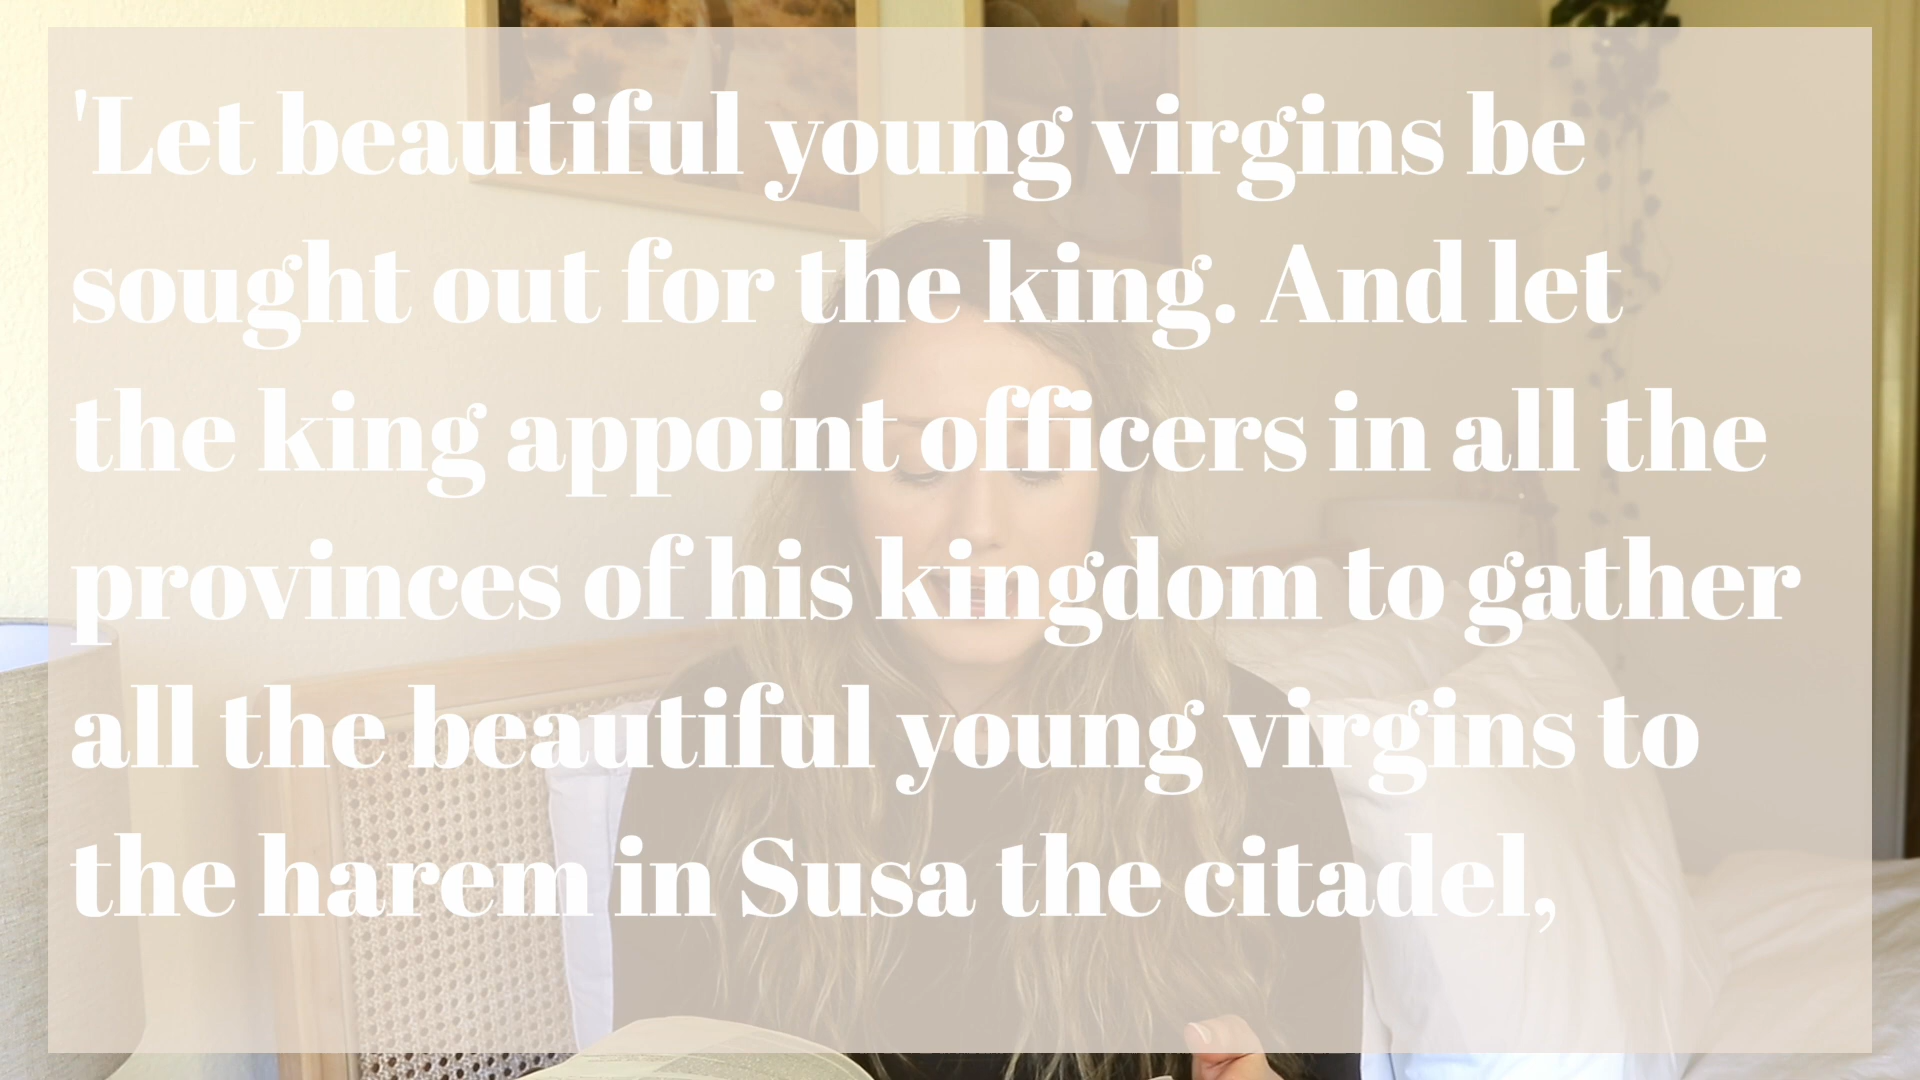 'Let beautiful young virgins be
sought out for the king. And let
the king appoint officers in all the
provinces of his kingdom to gather
all the beautiful young virgins to
the harem in Susa the citadel,